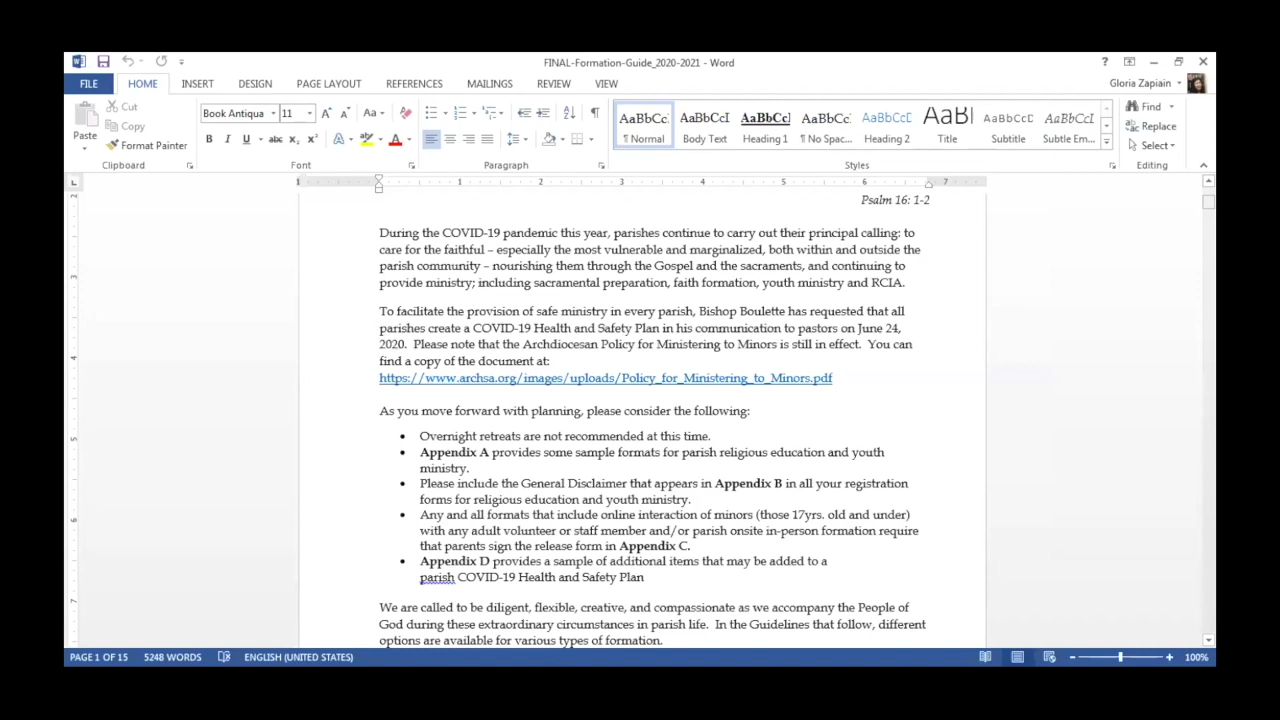 FINAL-Formation-Guide_2020-2021 - Word
FILE HOME INSERT DESIGN PAGE LAYOUT REFERENCES MAILINGS REVIEW VIEW Gloria Zapiain
Paste
Cut
Copy
Format Painter
Clipboard
Book Antiqua 11
Font
Paragraph
AaBbCc AaBbCcI AaBbCc AaBbCc AaBbCcI AaBl AaBbCcD AaBbCcI
¶ Normal Body Text Heading 1 ¶ No Spac... Heading 2 Title Subtitle Subtle Em...
Styles
Find
Replace
Select
Editing
1 1 2 3 4 5 6 7
2
3
4
5
6
7
Psalm 16: 1-2
During the COVID-19 pandemic this year, parishes continue to carry out their principal calling: to
care for the faithful – especially the most vulnerable and marginalized, both within and outside the
parish community – nourishing them through the Gospel and the sacraments, and continuing to
provide ministry; including sacramental preparation, faith formation, youth ministry and RCIA.
To facilitate the provision of safe ministry in every parish, Bishop Boulette has requested that all
parishes create a COVID-19 Health and Safety Plan in his communication to pastors on June 24,
2020. Please note that the Archdiocesan Policy for Ministering to Minors is still in effect. You can
find a copy of the document at:
https://www.archsa.org/images/uploads/Policy_for_Ministering_to_Minors.pdf
As you move forward with planning, please consider the following:
• Overnight retreats are not recommended at this time.
• Appendix A provides some sample formats for parish religious education and youth
ministry.
• Please include the General Disclaimer that appears in Appendix B in all your registration
forms for religious education and youth ministry.
• Any and all formats that include online interaction of minors (those 17yrs. old and under)
with any adult volunteer or staff member and/or parish onsite in-person formation require
that parents sign the release form in Appendix C.
• Appendix D provides a sample of additional items that may be added to a
parish COVID-19 Health and Safety Plan
We are called to be diligent, flexible, creative, and compassionate as we accompany the People of
God during these extraordinary circumstances in parish life. In the Guidelines that follow, different
options are available for various types of formation.
PAGE 1 OF 15 5248 WORDS ENGLISH (UNITED STATES) 100%